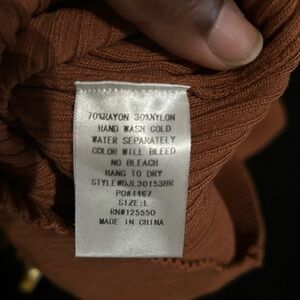 70%RAYON 30%NYLON
HAND WASH COLD
WATER SEPARATELY
COLOR WILL BLEED
NO BLEACH
HANG TO DRY
STYLE#DJL30153HR
PO#4467
SIZE:L
RN#125550
MADE IN CHINA